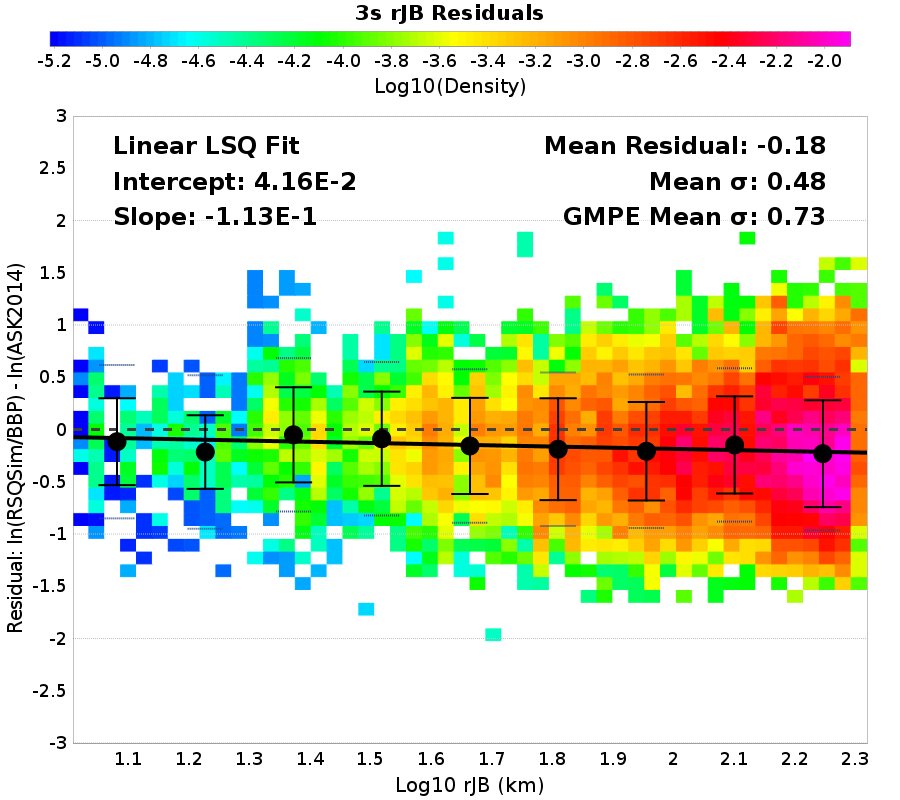 3s rJB Residuals
-5.2 -5.0 -4.8 -4.6 -4.4 -4.2 -4.0 -3.8 -3.6 -3.4 -3.2 -3.0 -2.8 -2.6 -2.4 -2.2 -2.0
Log10(Density)
Linear LSQ Fit
Intercept: 4.16E-2
Slope: -1.13E-1
Mean Residual: -0.18
Mean σ: 0.48
GMPE Mean σ: 0.73
Residual: ln(RSQSim/BBP) - ln(ASK2014)
3
2.5
2
1.5
1
0.5
0
-0.5
-1
-1.5
-2
-2.5
-3
1.1 1.2 1.3 1.4 1.5 1.6 1.7 1.8 1.9 2 2.1 2.2 2.3
Log10 rJB (km)